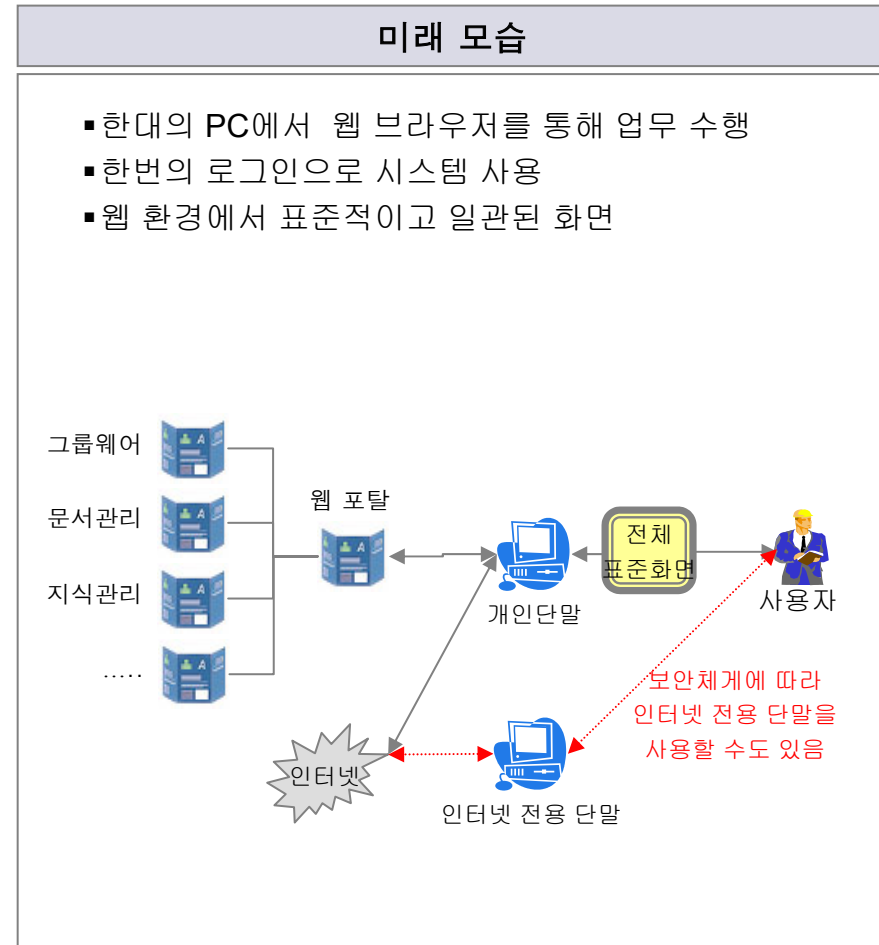 미래 모습
▪한대의 PC에서 웹 브라우저를 통해 업무 수행
▪한번의 로그인으로 시스템 사용
▪웹 환경에서 표준적이고 일관된 화면
그룹웨어
문서관리
지식관리
.....
웹 포탈
개인단말
전체
표준화면
사용자
보안체게에 따라
인터넷 전용 단말을
사용할 수도 있음
인터넷
인터넷 전용 단말